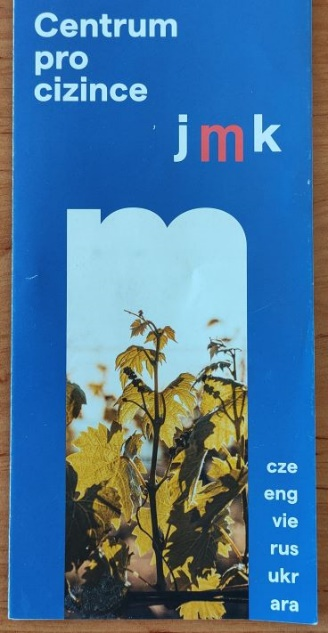 Centrum
pro
cizince
jmk
m
cze
eng
vie
rus
ukr
ara